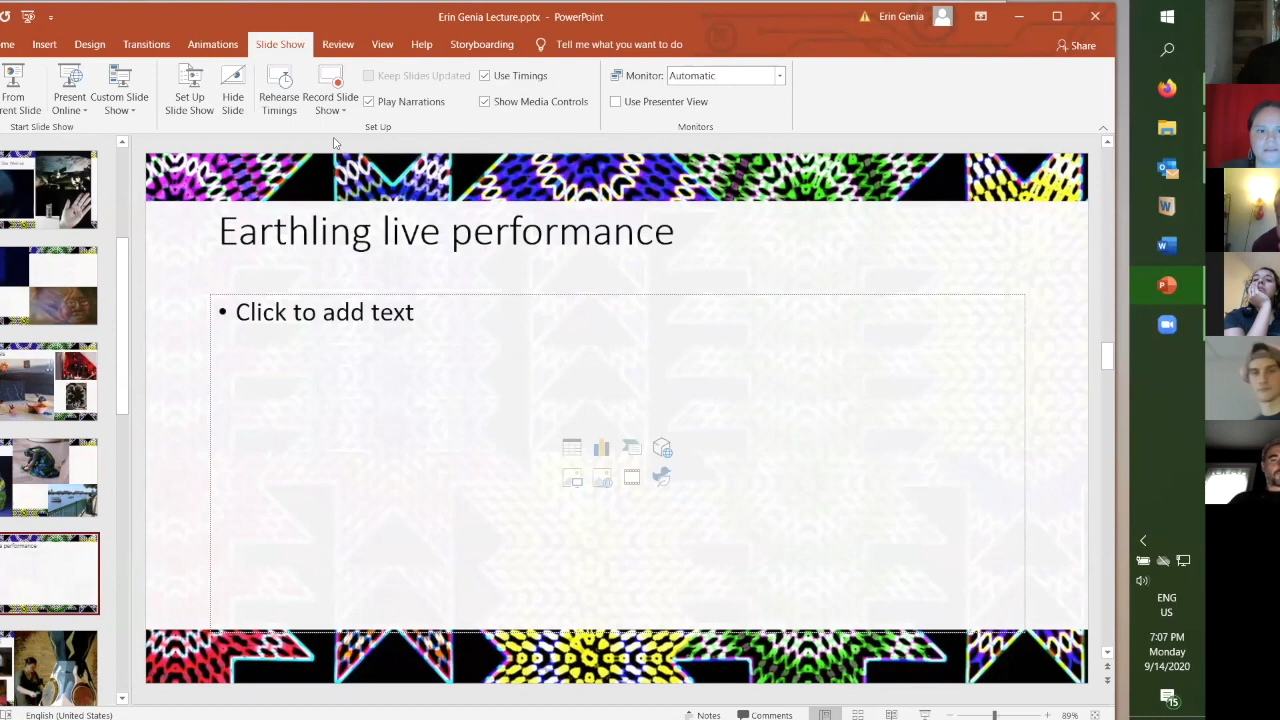 Erin Genia Lecture.pptx - PowerPoint
Erin Genia
Insert Design Transitions Animations Slide Show Review View Help Storyboarding Tell me what you want to do
Share
From
Present Online
Custom Slide Show
Set Up Slide Show
Hide Slide
Rehearse Timings
Record Slide Show
Keep Slides Updated
Play Narrations
Use Timings
Show Media Controls
Monitor: Automatic
Use Presenter View
Start Slide Show
Set Up
Monitors
Earthling live performance
• Click to add text
performance
English (United States)
Notes
Comments
89%
ENG
US
7:07 PM
Monday
9/14/2020
15